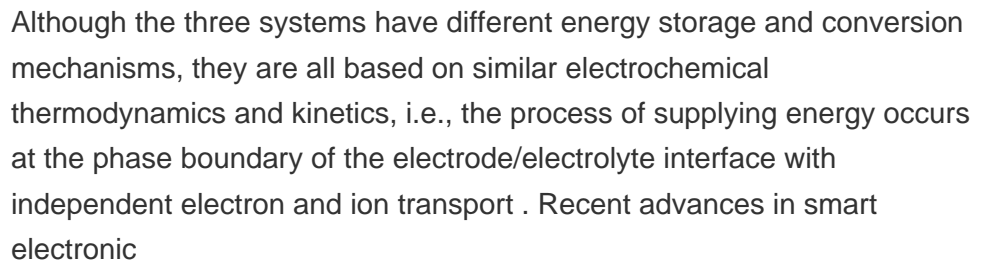 Although the three systems have different energy storage and conversion
mechanisms, they are all based on similar electrochemical
thermodynamics and kinetics, i.e., the process of supplying energy occurs
at the phase boundary of the electrode/electrolyte interface with
independent electron and ion transport . Recent advances in smart
electronic